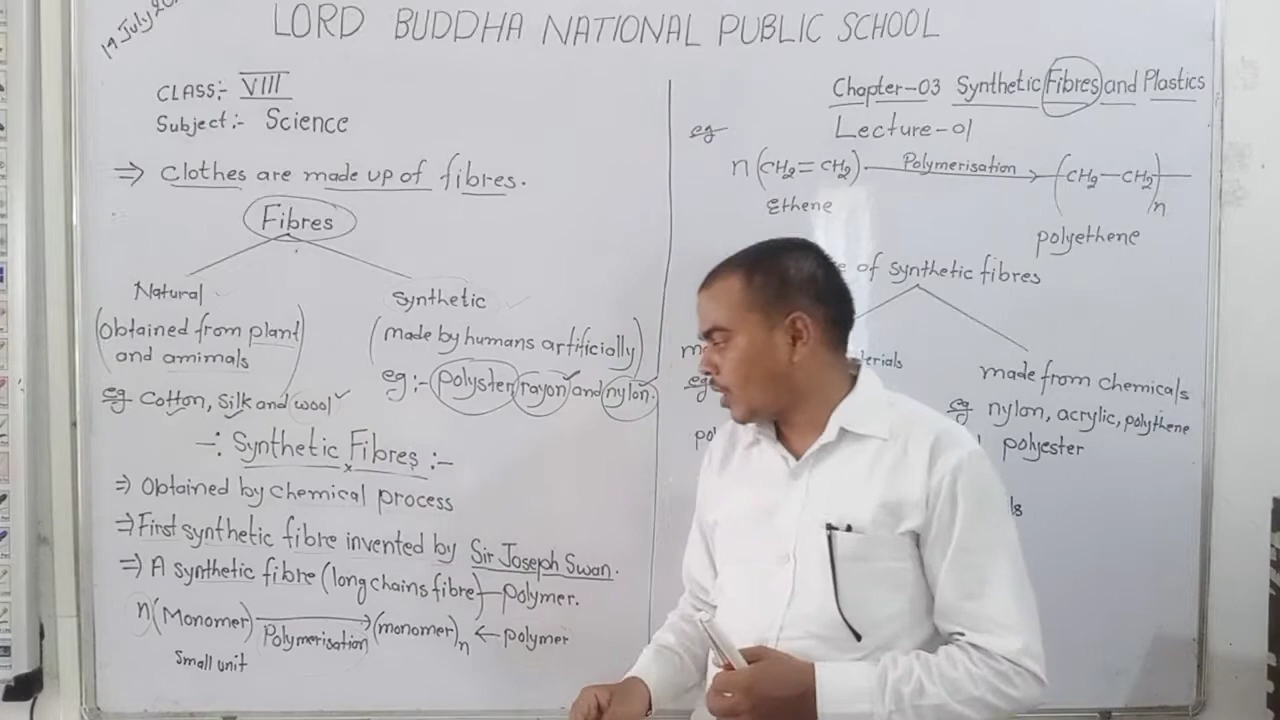 LORD BUDDHA NATIONAL PUBLIC SCHOOL
19 July
CLASS:- VIII
Subject:- Science
⇒ Clothes are made up of fibres.
Fibres
Natural
Synthetic
(Obtained from plant and amimals)
(made by humans artificially)
eg Cotton, Silk and wool
eg:- polyster, rayon and nylon.
-: Synthetic Fibres :-
⇒ Obtained by chemical process
⇒ First synthetic fibre invented by Sir Joseph Swan.
⇒ A synthetic fibre (long chains fibre) - polymer.
n(Monomer) Polymerisation → (monomer)n ← polymer
Small unit
Chapter-03 Synthetic Fibres and Plastics
Lecture-01
eg
n(CH2=CH2) Polymerisation → (CH2-CH2)n
Ethene
polyethene
of synthetic fibres
made from chemicals
eg nylon, acrylic, polythene
polyester